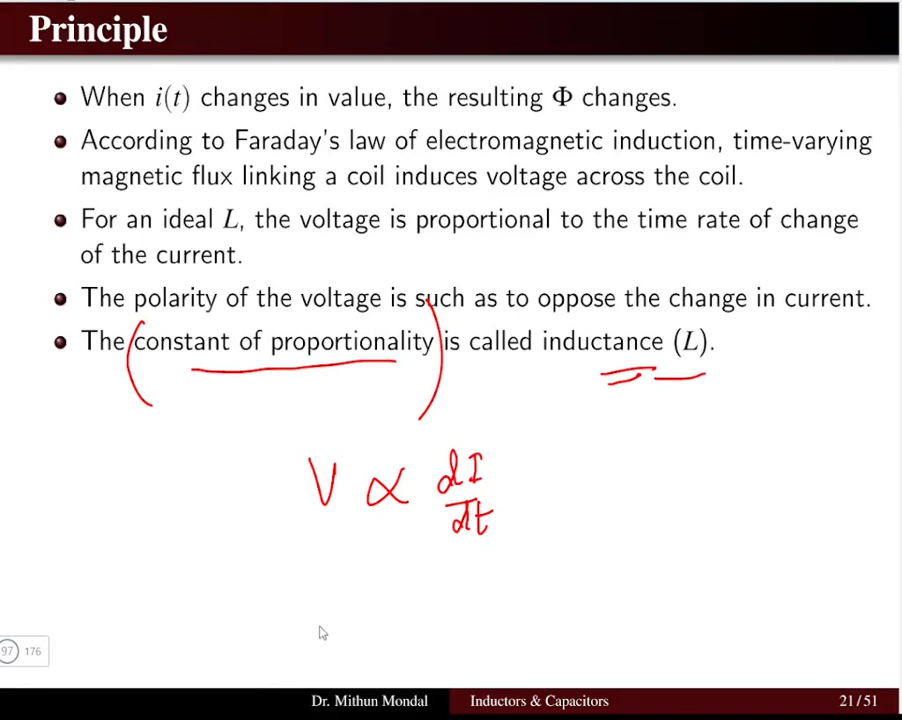 Principle
When i(t) changes in value, the resulting Φ changes.
According to Faraday's law of electromagnetic induction, time-varying
magnetic flux linking a coil induces voltage across the coil.
For an ideal L, the voltage is proportional to the time rate of change
of the current.
The polarity of the voltage is such as to oppose the change in current.
The (constant of proportionality) is called inductance (L).
V ∝ dI/dt
97 176
Dr. Mithun Mondal Inductors & Capacitors 21/51